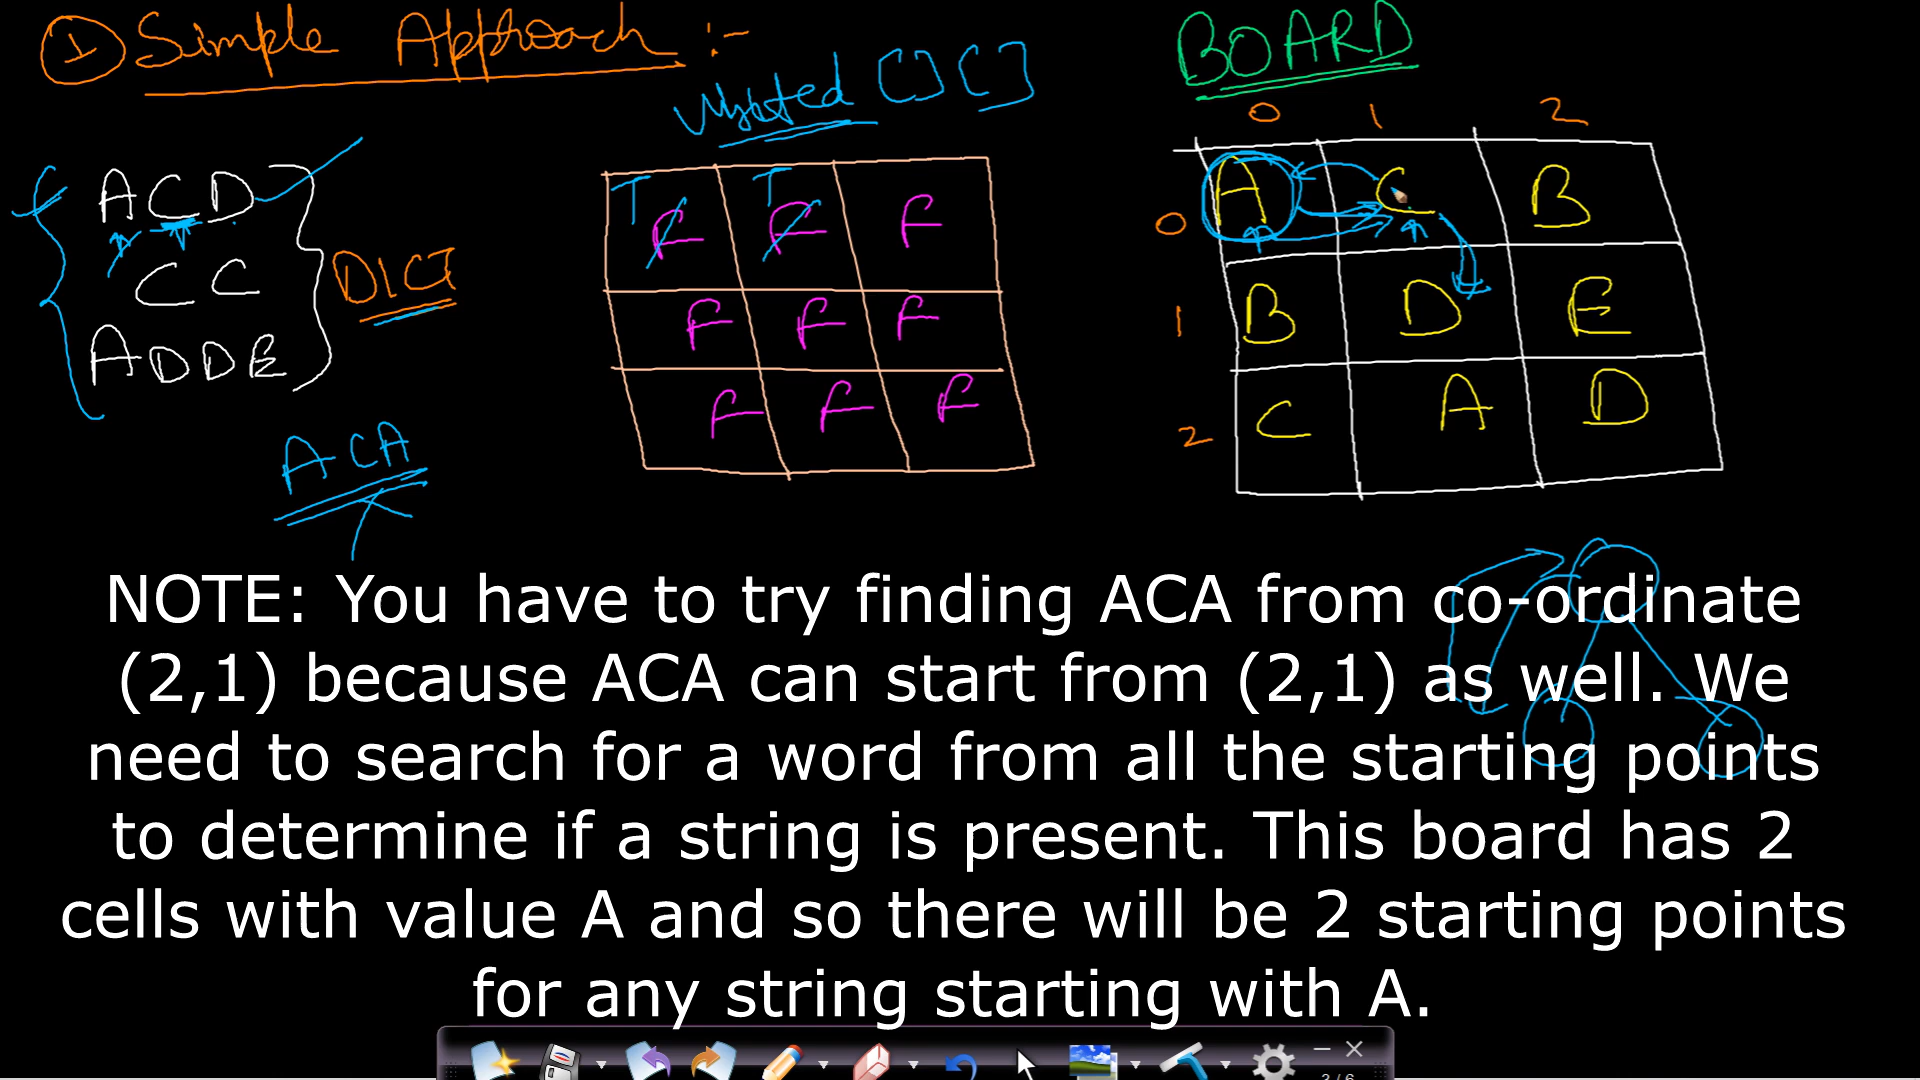 ① Simple Approach :-
BOARD
visited [][]
0 1 2
ACD
T F T F F
0 A C B
CC
DICT
F F F
1 B D E
ADDE
F F F
2 C A D
ACA
NOTE: You have to try finding ACA from co-ordinate
(2,1) because ACA can start from (2,1) as well. We
need to search for a word from all the starting points
to determine if a string is present. This board has 2
cells with value A and so there will be 2 starting points
for any string starting with A.